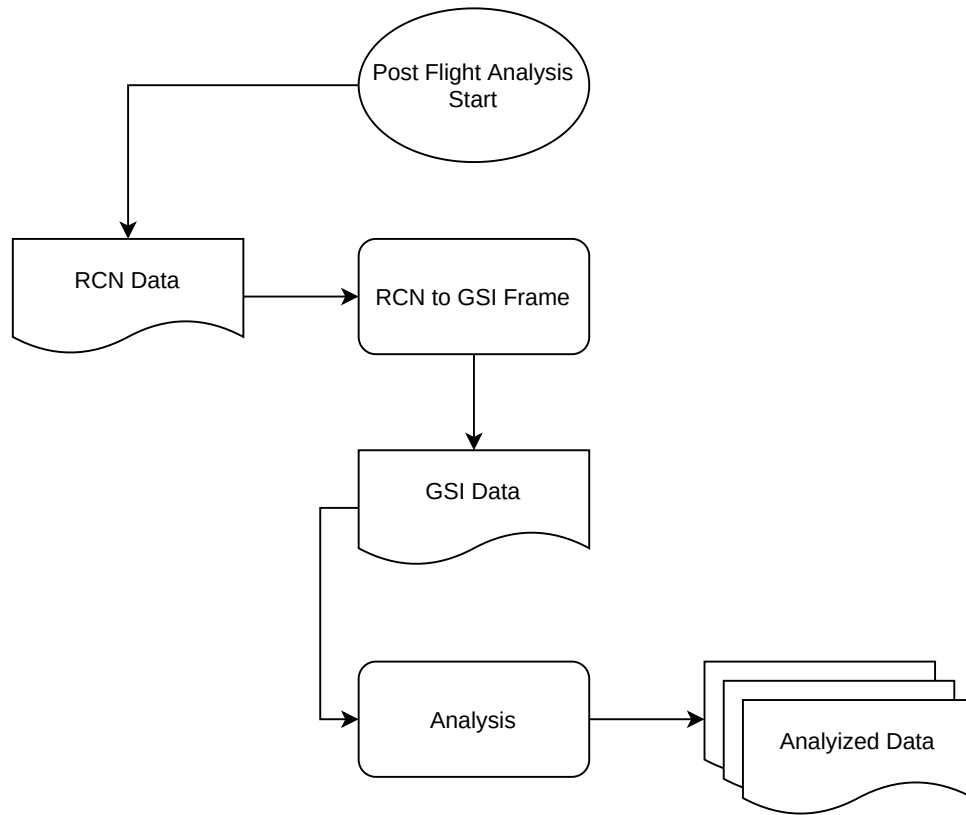 Post Flight Analysis
Start
RCN Data
RCN to GSI Frame
GSI Data
Analysis
Analyized Data